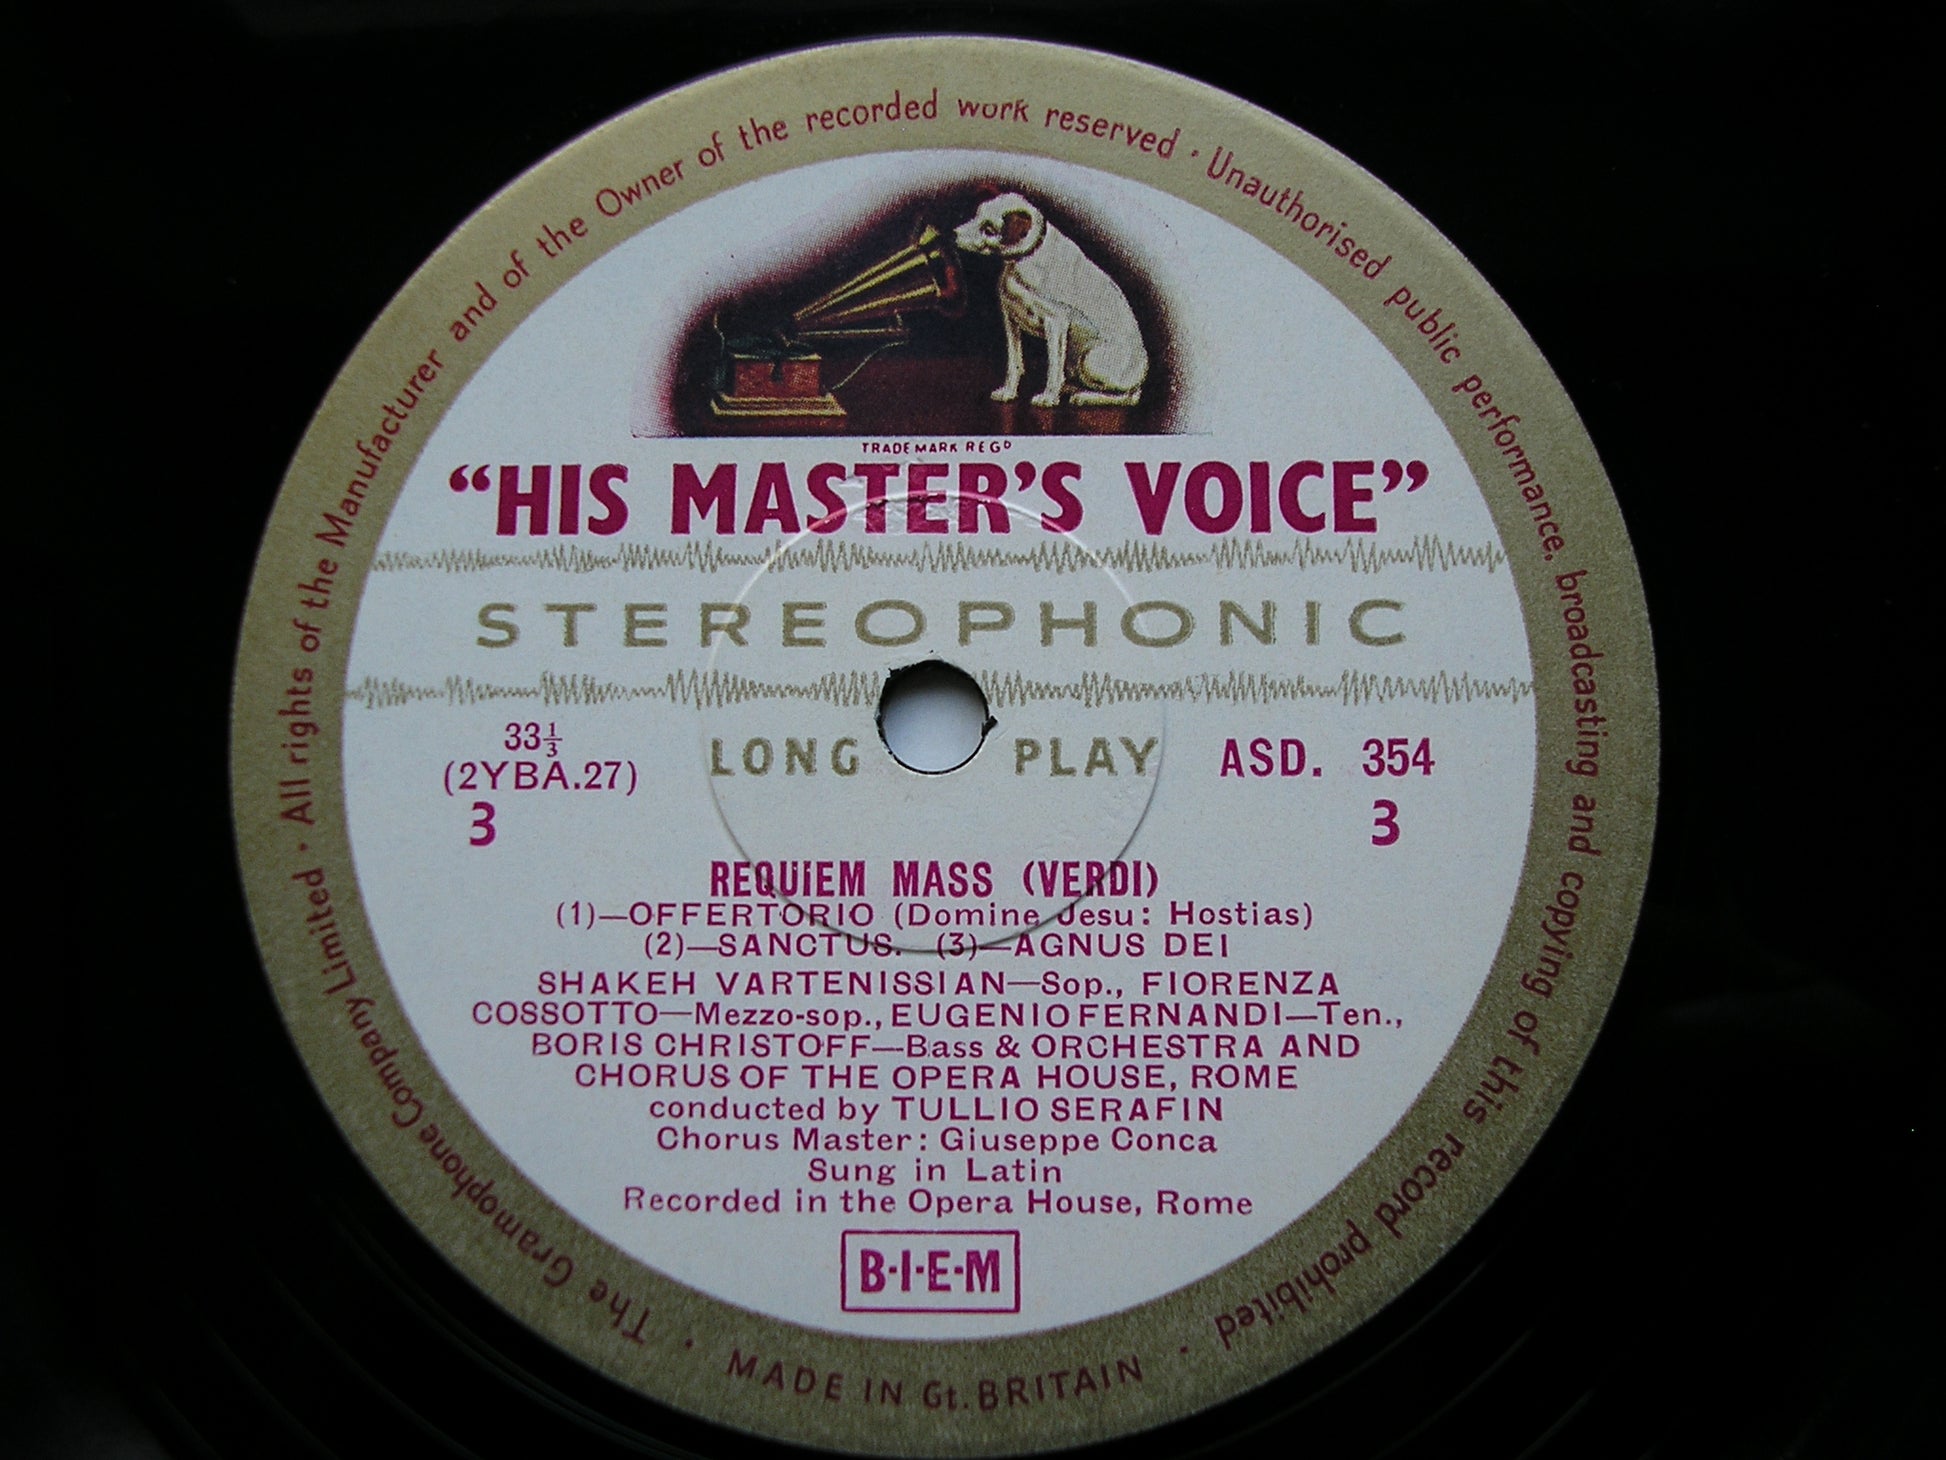 The Gramophone Company Limited · All rights of the Manufacturer and of the Owner of the recorded work reserved · Unauthorised public performance, broadcasting and copying of this record prohibited ·
TRADE MARK REGD
“HIS MASTER’S VOICE”
STEREOPHONIC
LONG PLAY
33⅓
(2YBA.27)
3
ASD. 354
3
REQUIEM MASS (VERDI)
(1)—OFFERTORIO (Domine Jesu: Hostias)
(2)—SANCTUS. (3)—AGNUS DEI
SHAKEH VARTENISSIAN—Sop., FIORENZA
COSSOTTO—Mezzo-sop., EUGENIO FERNANDI—Ten.,
BORIS CHRISTOFF—Bass & ORCHESTRA AND
CHORUS OF THE OPERA HOUSE, ROME
conducted by TULLIO SERAFIN
Chorus Master: Giuseppe Conca
Sung in Latin
Recorded in the Opera House, Rome
B·I·E·M
MADE IN Gt. BRITAIN